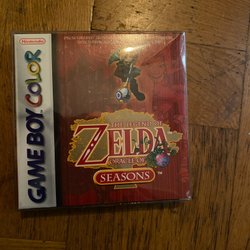 Nintendo
GAME BOY COLOR
THE LEGEND OF
ZELDA
ORACLE OF
SEASONS